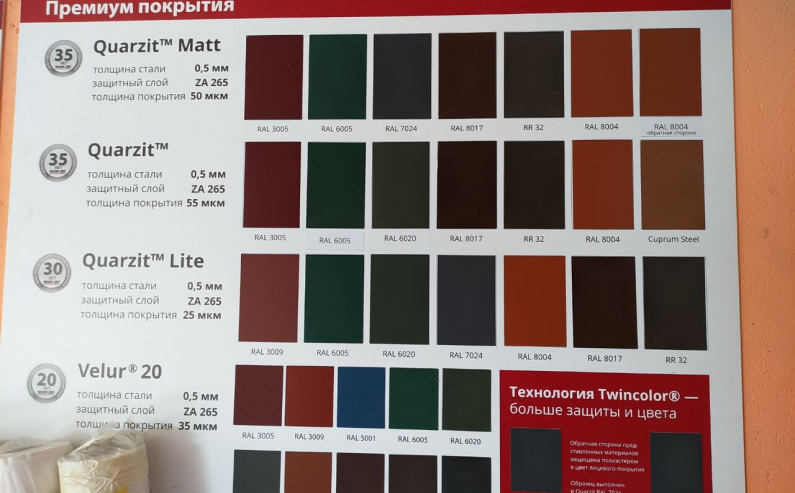 Премиум покрытия
35
Quarzit™ Matt
толщина стали 0,5 мм
защитный слой ZA 265
толщина покрытия 50 мкм
RAL 3005 RAL 6005 RAL 7024 RAL 8017 RR 32 RAL 8004 RAL 8004
обратная сторона
35
Quarzit™
толщина стали 0,5 мм
защитный слой ZA 265
толщина покрытия 55 мкм
RAL 3005 RAL 6005 RAL 6020 RAL 8017 RR 32 RAL 8004 Cuprum Steel
30
Quarzit™ Lite
толщина стали 0,5 мм
защитный слой ZA 265
толщина покрытия 25 мкм
RAL 3009 RAL 6005 RAL 6020 RAL 7024 RAL 8004 RAL 8017 RR 32
20
Velur® 20
толщина стали 0,5 мм
защитный слой ZA 265
толщина покрытия 35 мкм
RAL 3005 RAL 3009 RAL 5001 RAL 6005 RAL 6020
Технология Twincolor® —
больше защиты и цвета
Обратная сторона пред-
ставленных материалов
защищена полиэстером
в цвет лицевого покрытия
Образец выполнен
в Quarzit RAL 7024